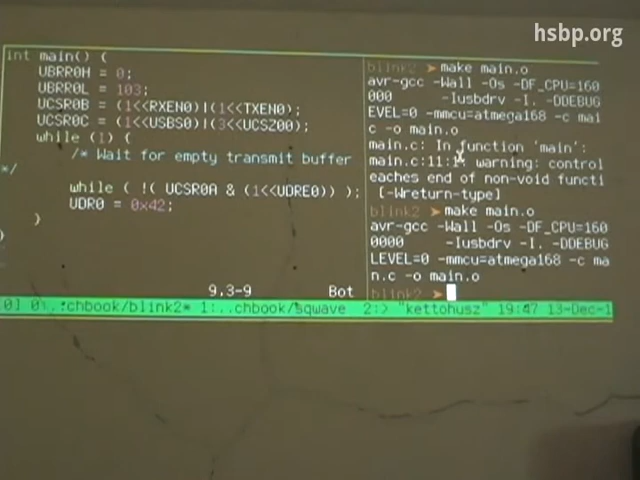 hsbp.org
int main() {
UBRR0H = 0;
UBRR0L = 103;
UCSR0B = (1<<RXEN0)|(1<<TXEN0);
UCSR0C = (1<<USBS0)|(3<<UCSZ00);
while (1) {
/* Wait for empty transmit buffer
*/
while ( !( UCSR0A & (1<<UDRE0)) );
UDR0 = 0x42;
}
9.3-9 Bot
blink2 ➤ make main.o
avr-gcc -Wall -Os -DF_CPU=160
000 -Iusbdrv -I. -DDEBUG
EVEL=0 -mmcu=atmega168 -c mai
c -o main.o
main.c: In function 'main':
warning: control
eaches end of non-void functi
[-Wreturn-type]
blink2 ➤ make main.o
avr-gcc -Wall -Os -DF_CPU=160
0000 -Iusbdrv -I. -DDEBUG
LEVEL=0 -mmcu=atmega168 -c ma
n.c -o main.o
blink2 ➤
0] 0\..:chbook/blink2* 1:..chbook/sqwave 2:> "kettohusz" 19:47 13-Dec-1